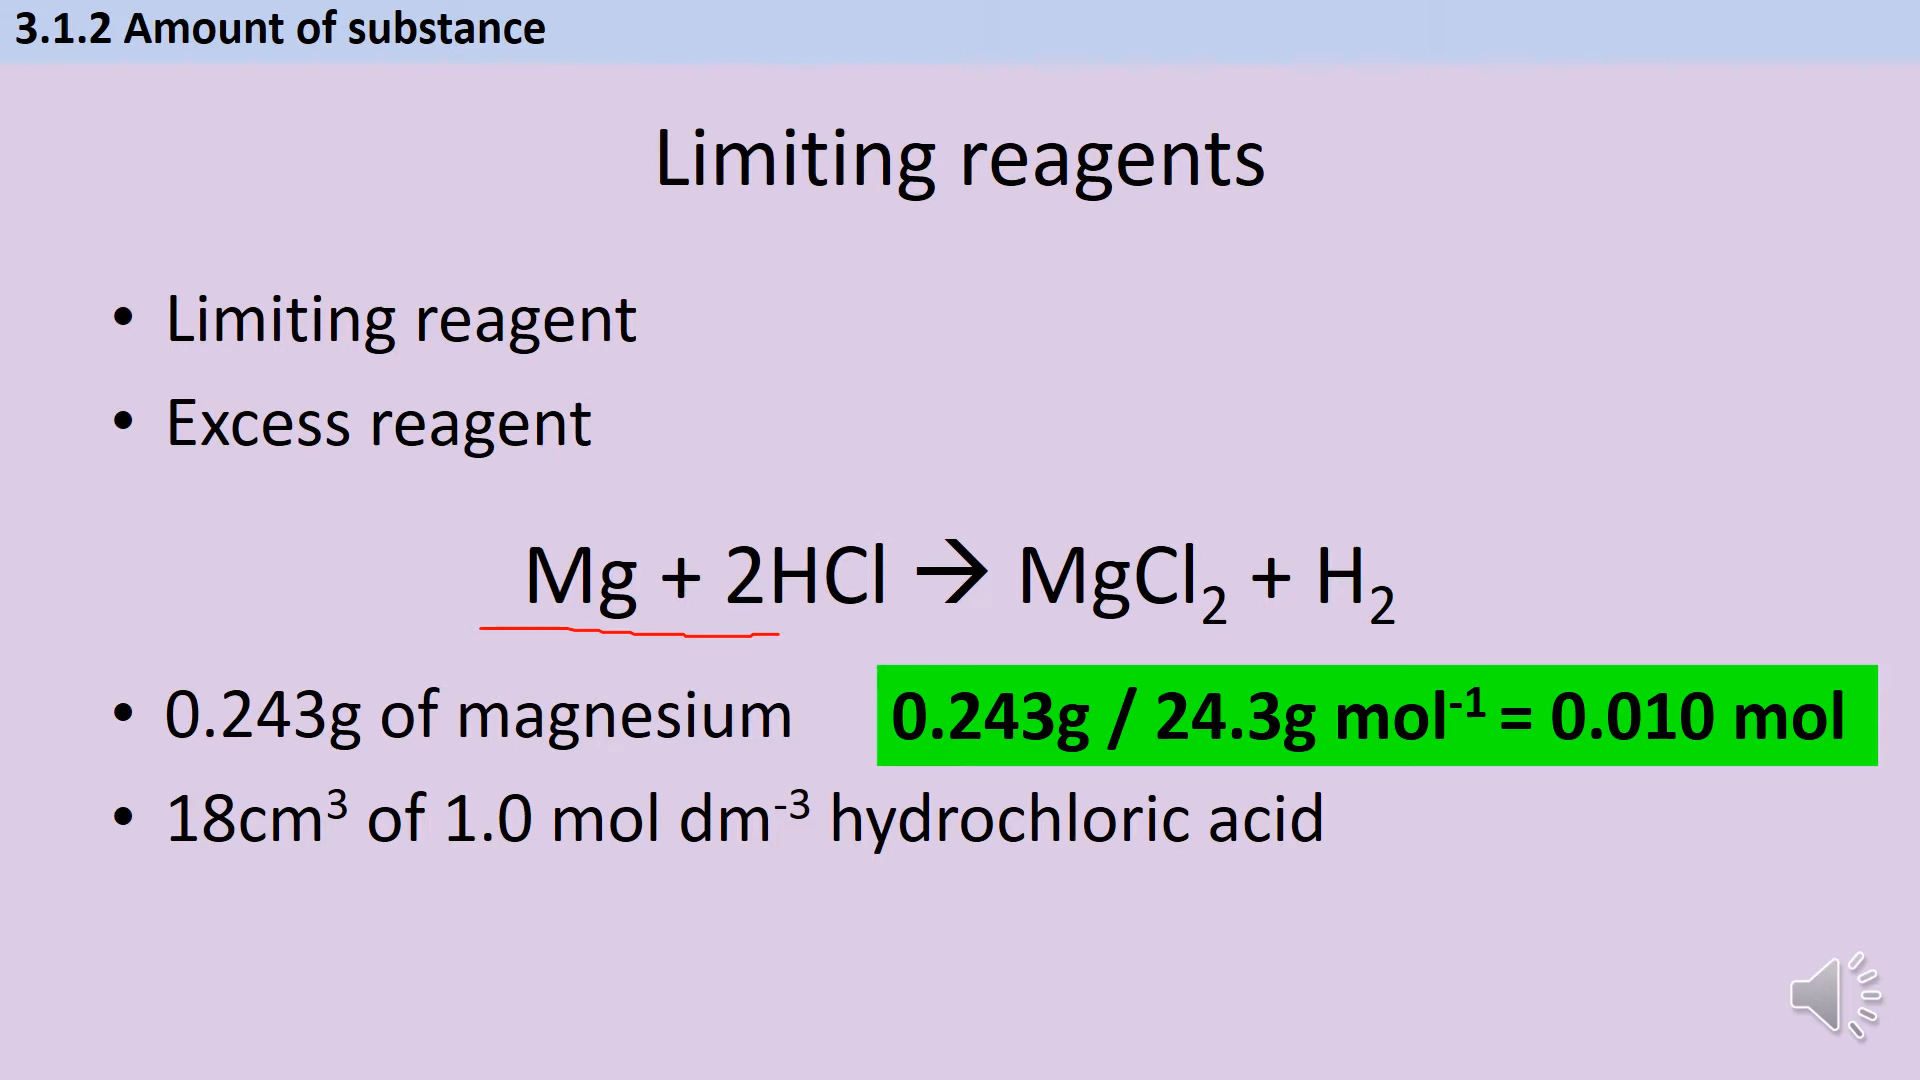 3.1.2 Amount of substance
Limiting reagents
• Limiting reagent
• Excess reagent
Mg + 2HCl → MgCl₂ + H₂
• 0.243g of magnesium
0.243g / 24.3g mol⁻¹ = 0.010 mol
• 18cm³ of 1.0 mol dm⁻³ hydrochloric acid